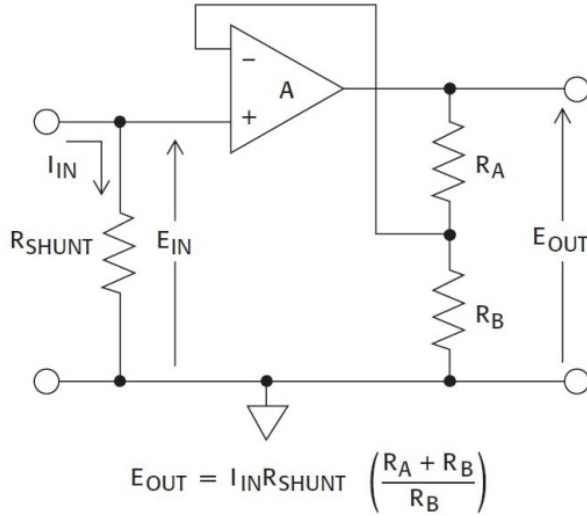 −
A
+
I_IN
R_A
R_SHUNT
E_IN
E_OUT
R_B
E_OUT = I_IN R_SHUNT ( (R_A + R_B) / R_B )